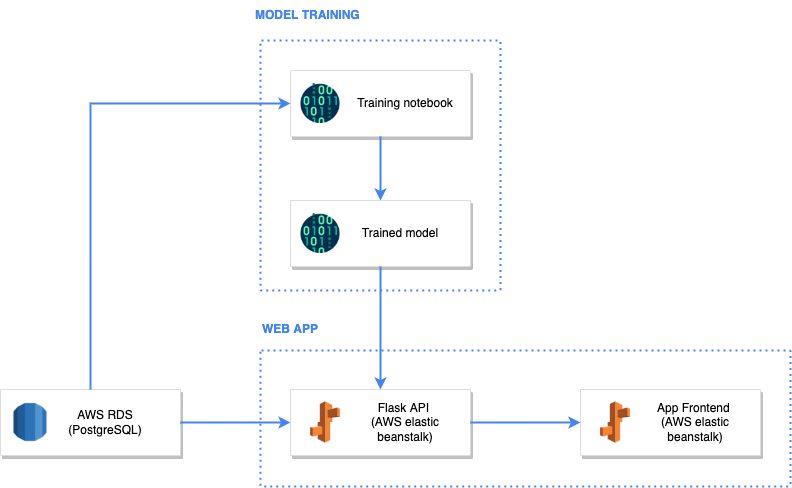 MODEL TRAINING
Training notebook
Trained model
WEB APP
AWS RDS
(PostgreSQL)
Flask API
(AWS elastic
beanstalk)
App Frontend
(AWS elastic
beanstalk)